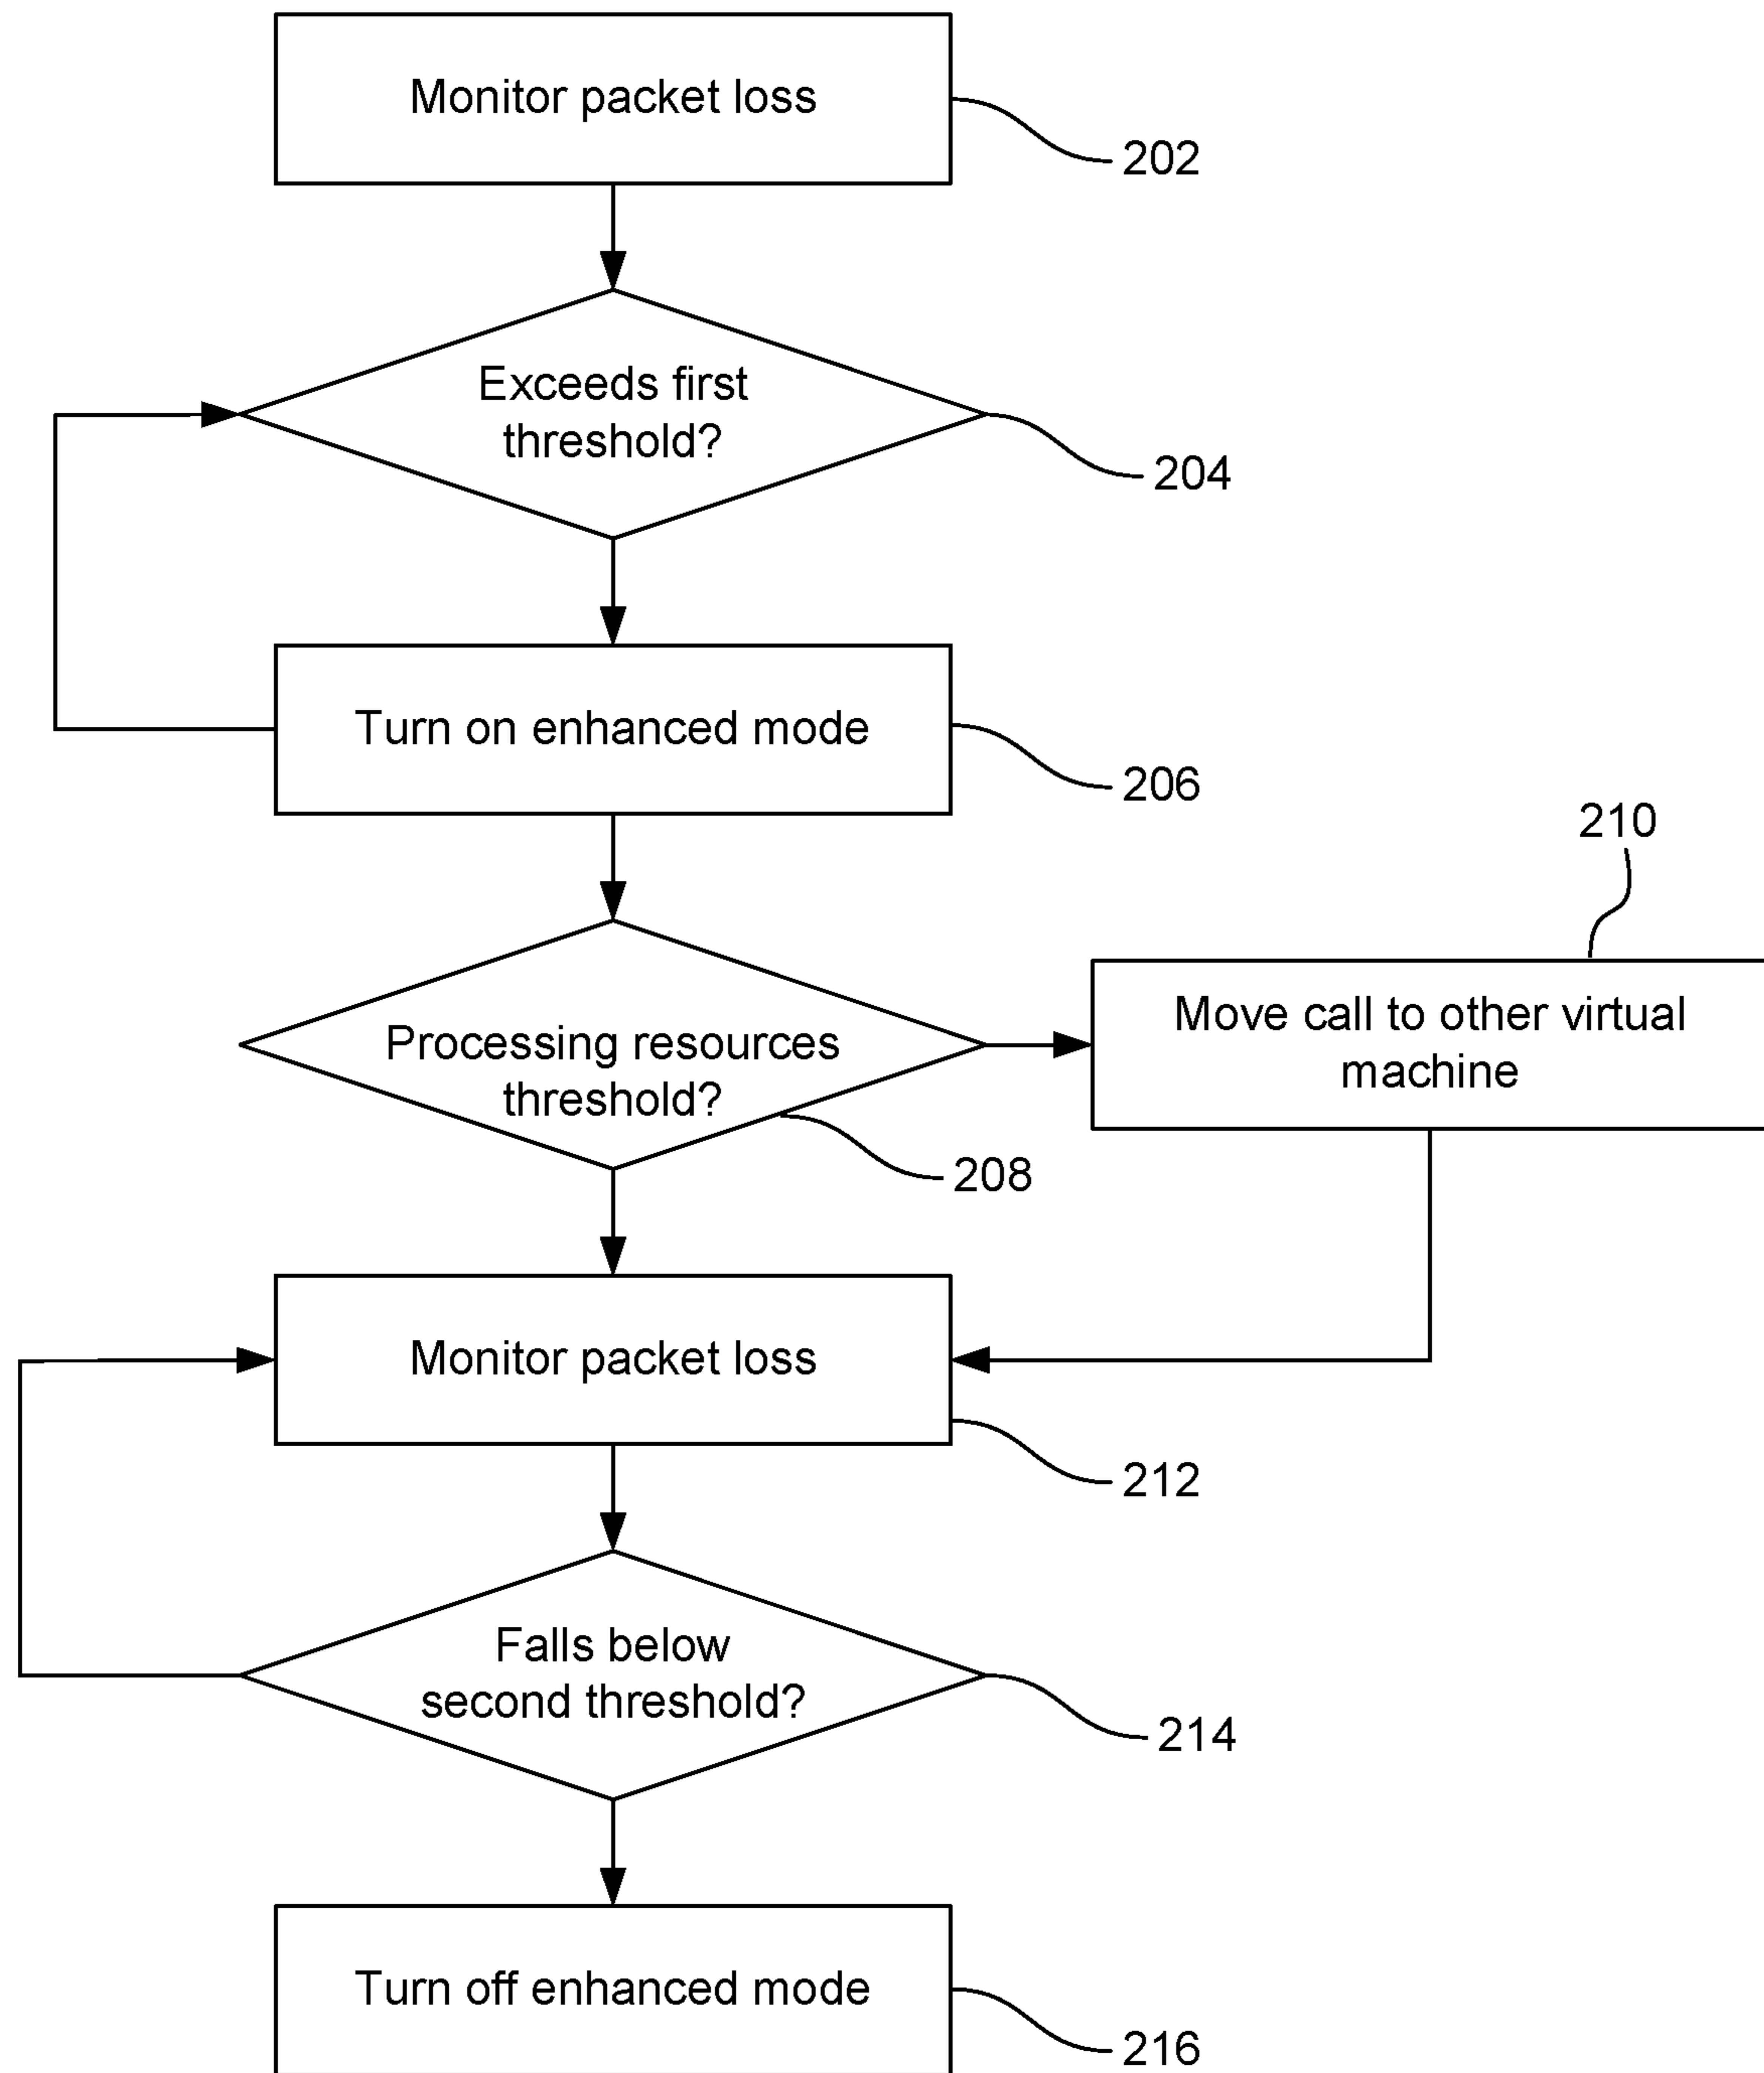 Monitor packet loss
202
Exceeds first
threshold?
204
Turn on enhanced mode
206
210
Move call to other virtual
machine
Processing resources
threshold?
208
Monitor packet loss
212
Falls below
second threshold?
214
Turn off enhanced mode
216